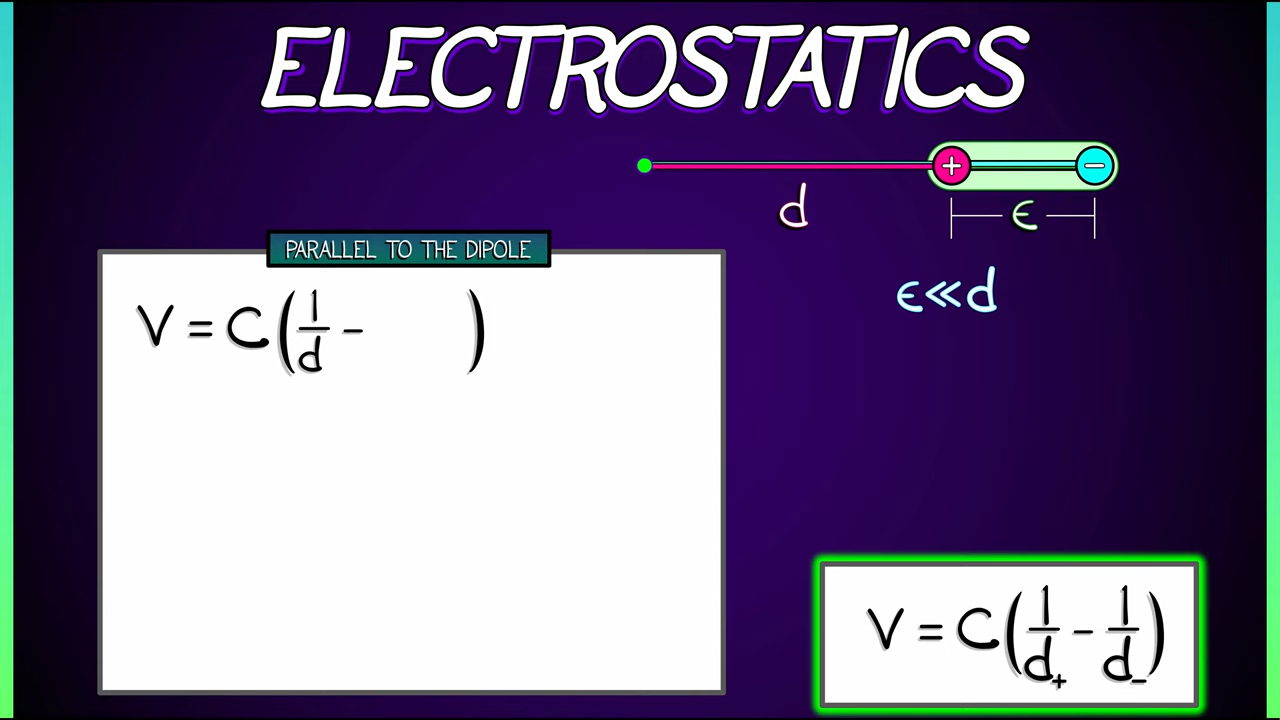 ELECTROSTATICS
+ −
d
ϵ
ϵ≪d
PARALLEL TO THE DIPOLE
V = C(1/d − )
V = C(1/d₊ − 1/d₋)